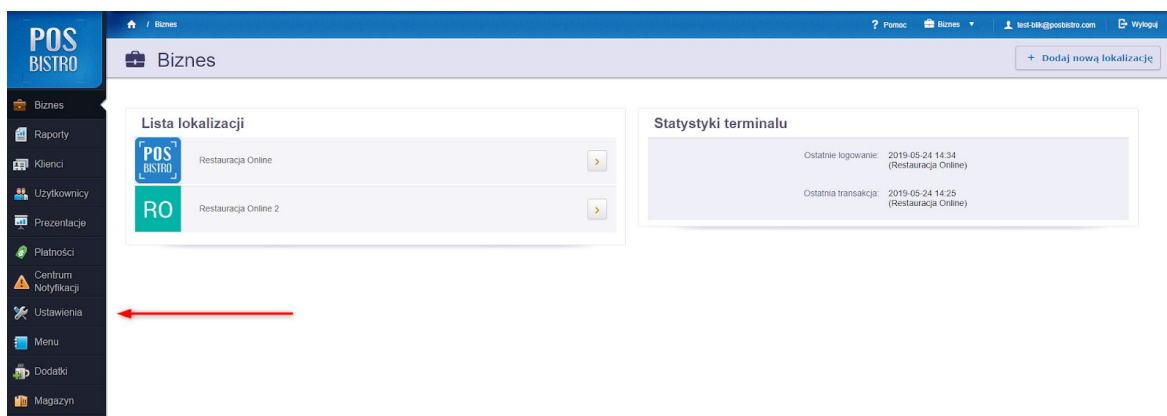 POS
BISTRO
/ Biznes
? Pomoc
Biznes
test-blik@posbistro.com
Wyloguj
Biznes
+ Dodaj nową lokalizację
Biznes
Raporty
Klienci
Użytkownicy
Prezentacje
Płatności
Centrum
Notyfikacji
Ustawienia
Menu
Dodatki
Magazyn
Lista lokalizacji
POS
BISTRO
Restauracja Online
RO
Restauracja Online 2
Statystyki terminalu
Ostatnie logowanie: 2019-05-24 14:34
(Restauracja Online)
Ostatnia transakcja: 2019-05-24 14:25
(Restauracja Online)